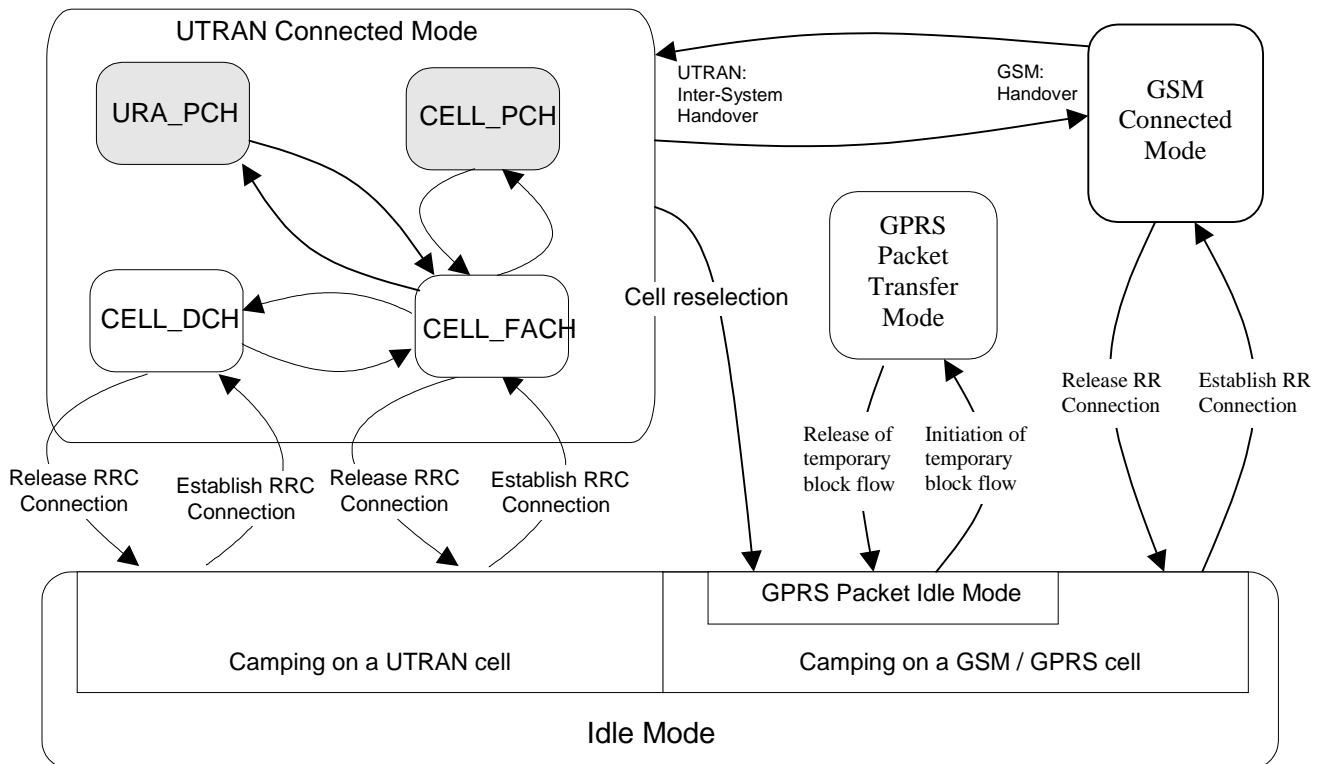 UTRAN Connected Mode
URA_PCH
CELL_PCH
CELL_DCH
CELL_FACH
UTRAN:
Inter-System
Handover
GSM:
Handover
GSM
Connected
Mode
GPRS
Packet
Transfer
Mode
Cell reselection
Release RRC
Connection
Establish RRC
Connection
Release RRC
Connection
Establish RRC
Connection
Release of
temporary
block flow
Initiation of
temporary
block flow
Release RR
Connection
Establish RR
Connection
GPRS Packet Idle Mode
Camping on a UTRAN cell
Camping on a GSM / GPRS cell
Idle Mode